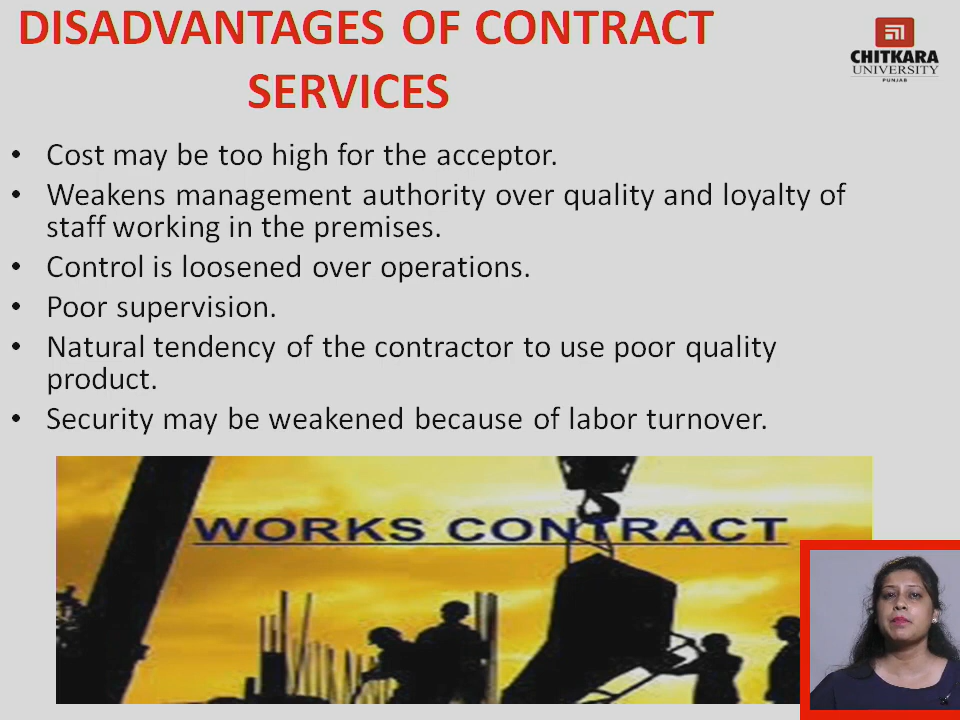 DISADVANTAGES OF CONTRACT
SERVICES
CHITKARA
UNIVERSITY
PUNJAB
• Cost may be too high for the acceptor.
• Weakens management authority over quality and loyalty of
staff working in the premises.
• Control is loosened over operations.
• Poor supervision.
• Natural tendency of the contractor to use poor quality
product.
• Security may be weakened because of labor turnover.
WORKS CONTRACT